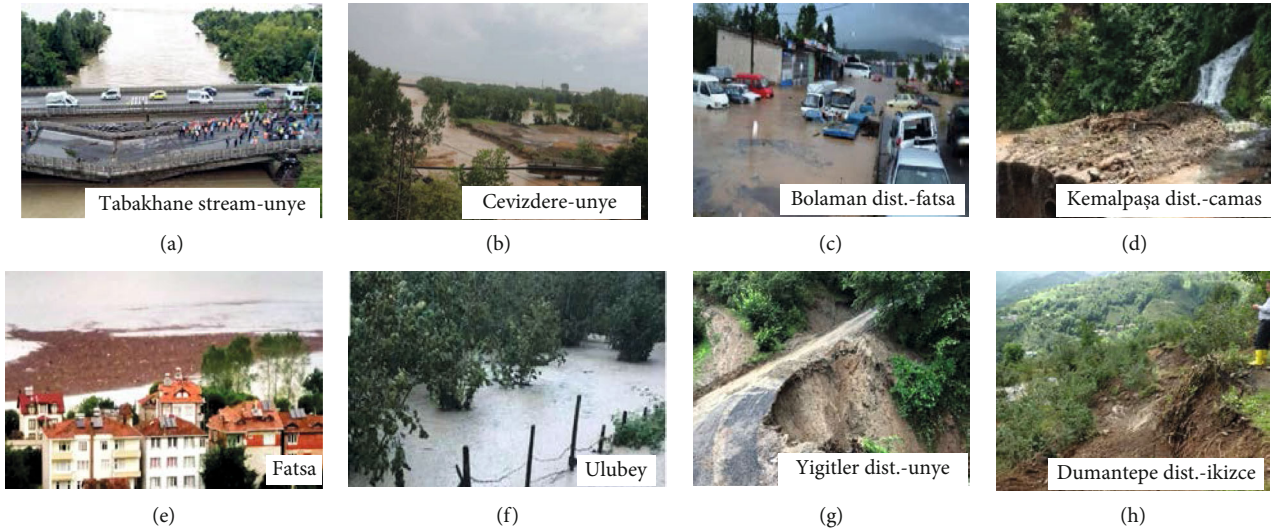 Tabakhane stream-unye
Cevizdere-unye
Bolaman dist.-fatsa
Kemalpaşa dist.-camas
(a)
(b)
(c)
(d)
Fatsa
Ulubey
Yigitler dist.-unye
Dumantepe dist.-ikizce
(e)
(f)
(g)
(h)